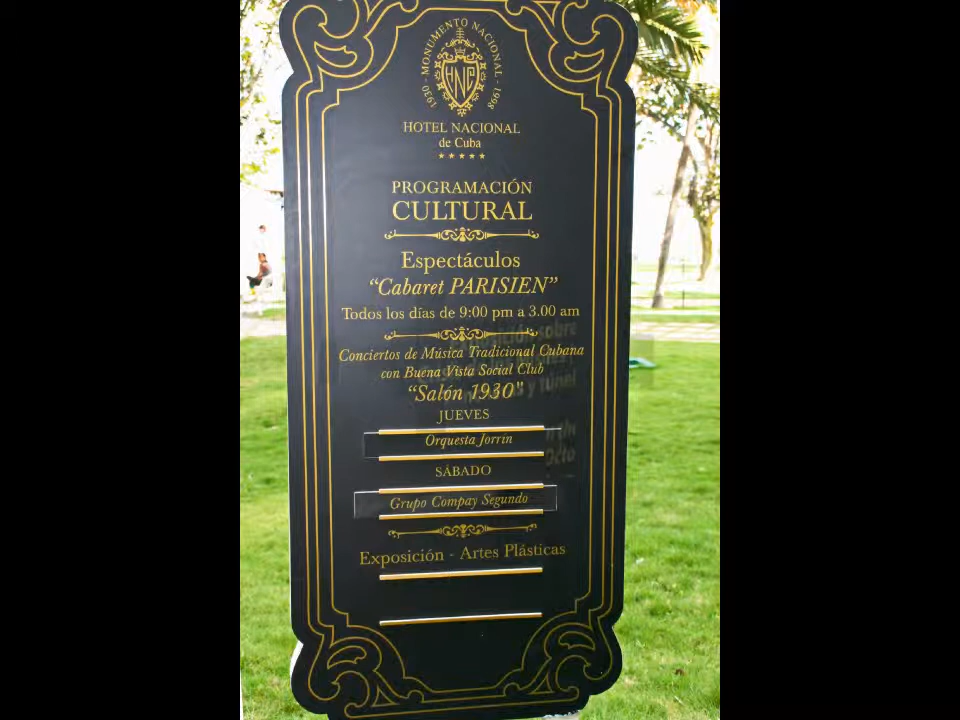 1930 - MONUMENTO NACIONAL - 1998
HNC
HOTEL NACIONAL
de Cuba
PROGRAMACIÓN
CULTURAL
Espectáculos
“Cabaret PARISIEN”
Todos los días de 9:00 pm a 3.00 am
Conciertos de Música Tradicional Cubana
con Buena Vista Social Club
“Salón 1930"
JUEVES
Orquesta Jorrín
SÁBADO
Grupo Compay Segundo
Exposición - Artes Plásticas